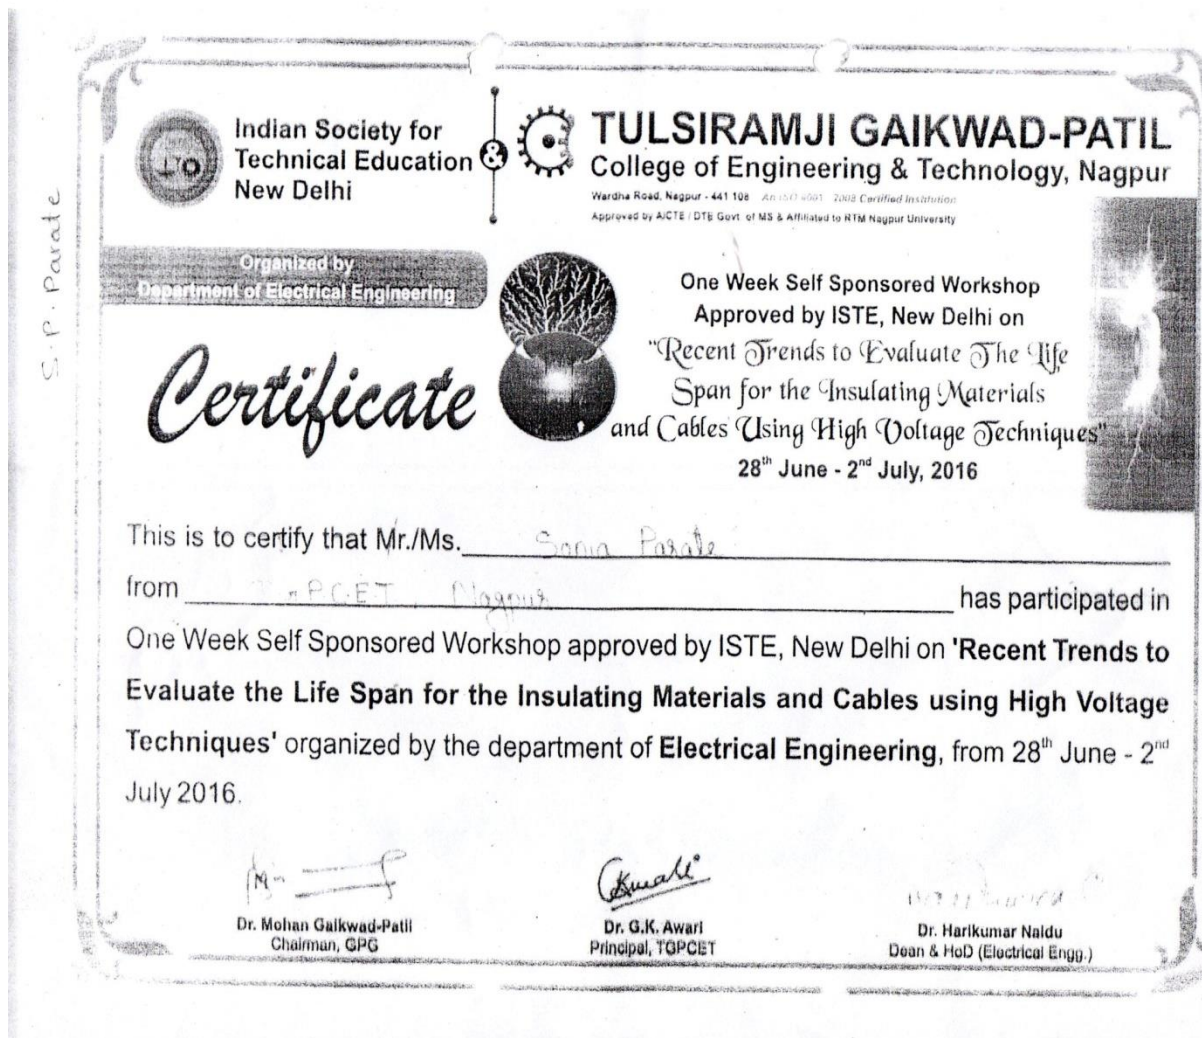 S. P. Parate
Indian Society for
Technical Education
New Delhi
&
TULSIRAMJI GAIKWAD-PATIL
College of Engineering & Technology, Nagpur
Wardha Road, Nagpur - 441 108 An ISO 9001 : 2008 Certified Institution
Approved by AICTE / DTE Govt. of MS & Affiliated to RTM Nagpur University
Organized by
Department of Electrical Engineering
Certificate
One Week Self Sponsored Workshop
Approved by ISTE, New Delhi on
"Recent Trends to Evaluate The Life
Span for the Insulating Materials
and Cables Using High Voltage Techniques"
28th June - 2nd July, 2016
This is to certify that Mr./Ms. Sonia Parate
from P.C.E.T, Nagpur has participated in
One Week Self Sponsored Workshop approved by ISTE, New Delhi on 'Recent Trends to
Evaluate the Life Span for the Insulating Materials and Cables using High Voltage
Techniques' organized by the department of Electrical Engineering, from 28th June - 2nd
July 2016.
Dr. Mohan Gaikwad-Patil
Chairman, GPG
Dr. G.K. Awari
Principal, TGPCET
Dr. Harikumar Naidu
Dean & HoD (Electrical Engg.)